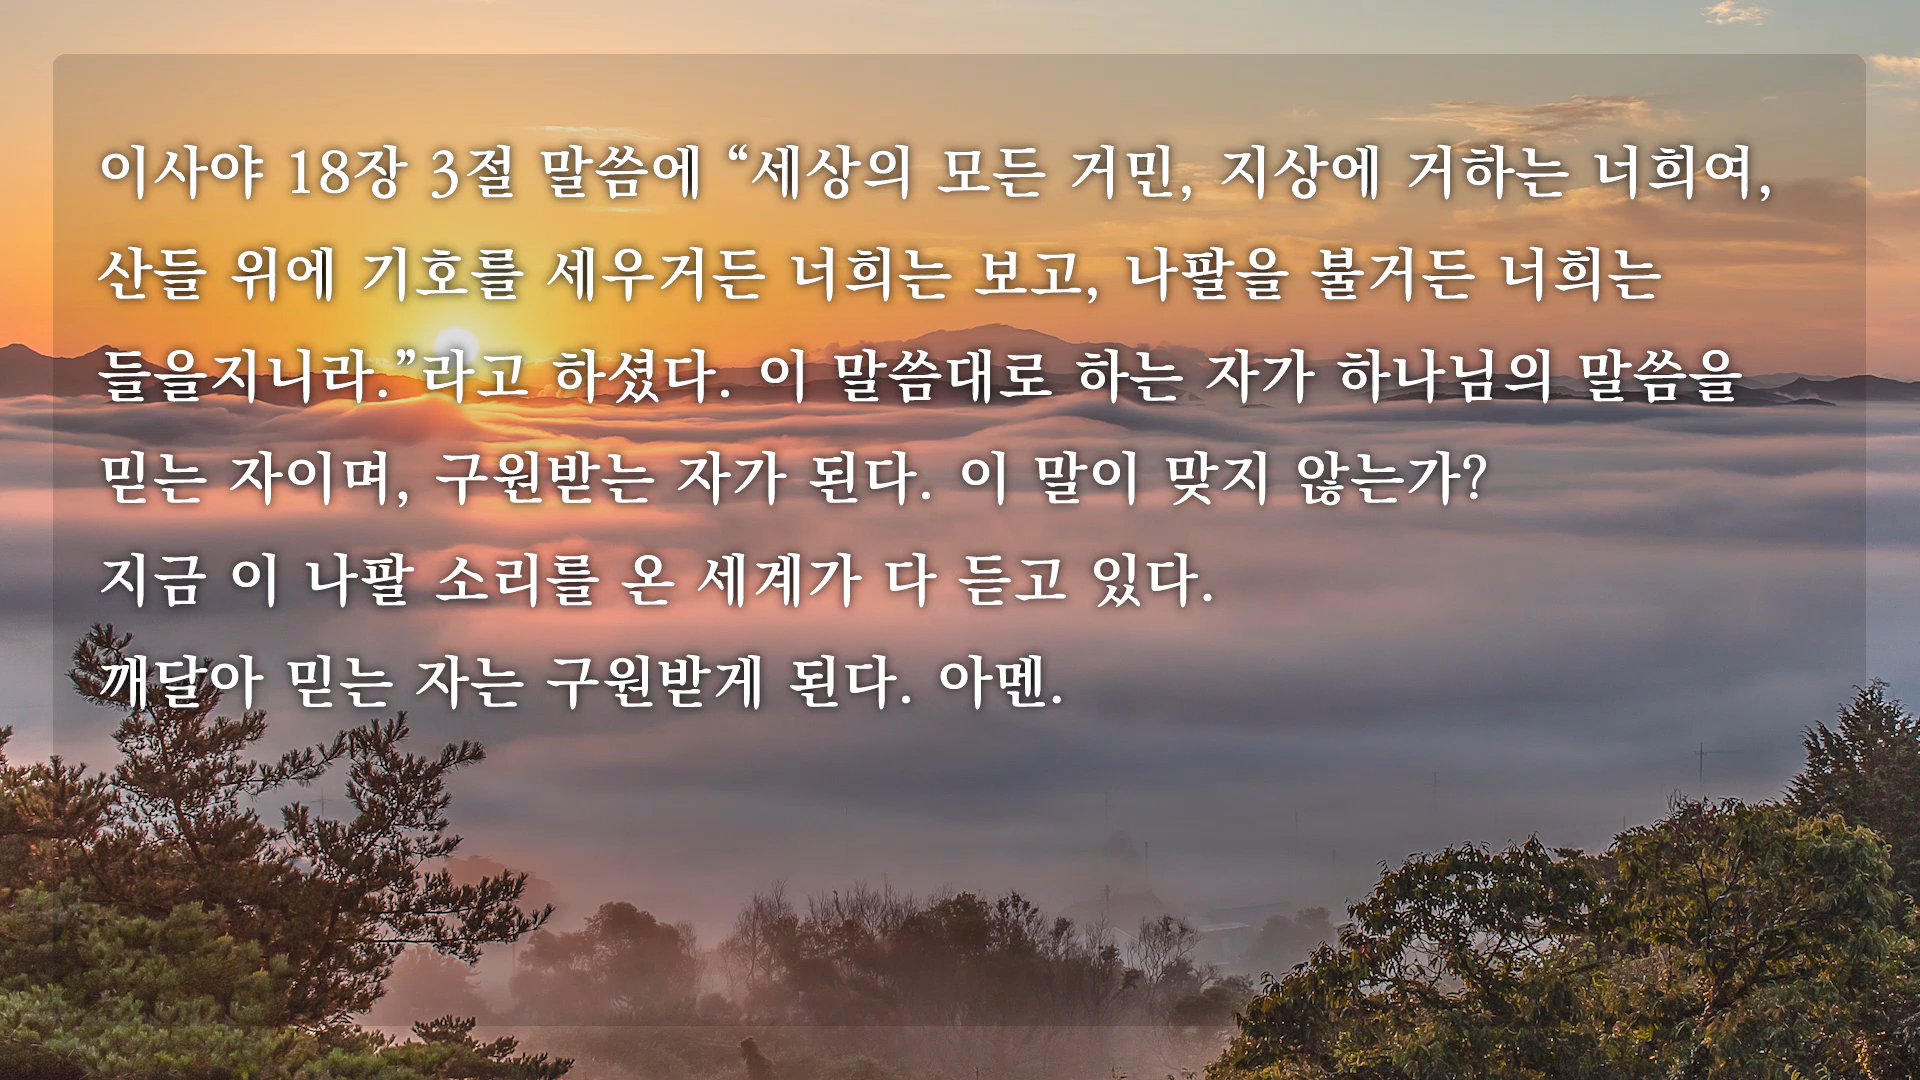 이사야 18장 3절 말씀에 “세상의 모든 거민, 지상에 거하는 너희여,
산들 위에 기호를 세우거든 너희는 보고, 나팔을 불거든 너희는
들을지니라.”라고 하셨다. 이 말씀대로 하는 자가 하나님의 말씀을
믿는 자이며, 구원받는 자가 된다. 이 말이 맞지 않는가?
지금 이 나팔 소리를 온 세계가 다 듣고 있다.
깨달아 믿는 자는 구원받게 된다. 아멘.